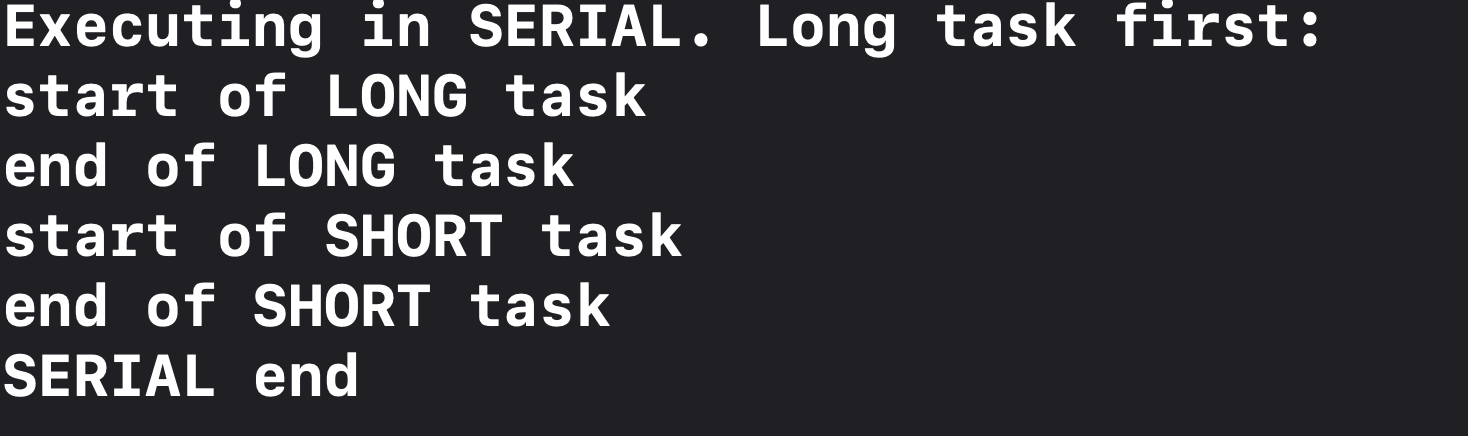 Executing in SERIAL. Long task first:
start of LONG task
end of LONG task
start of SHORT task
end of SHORT task
SERIAL end